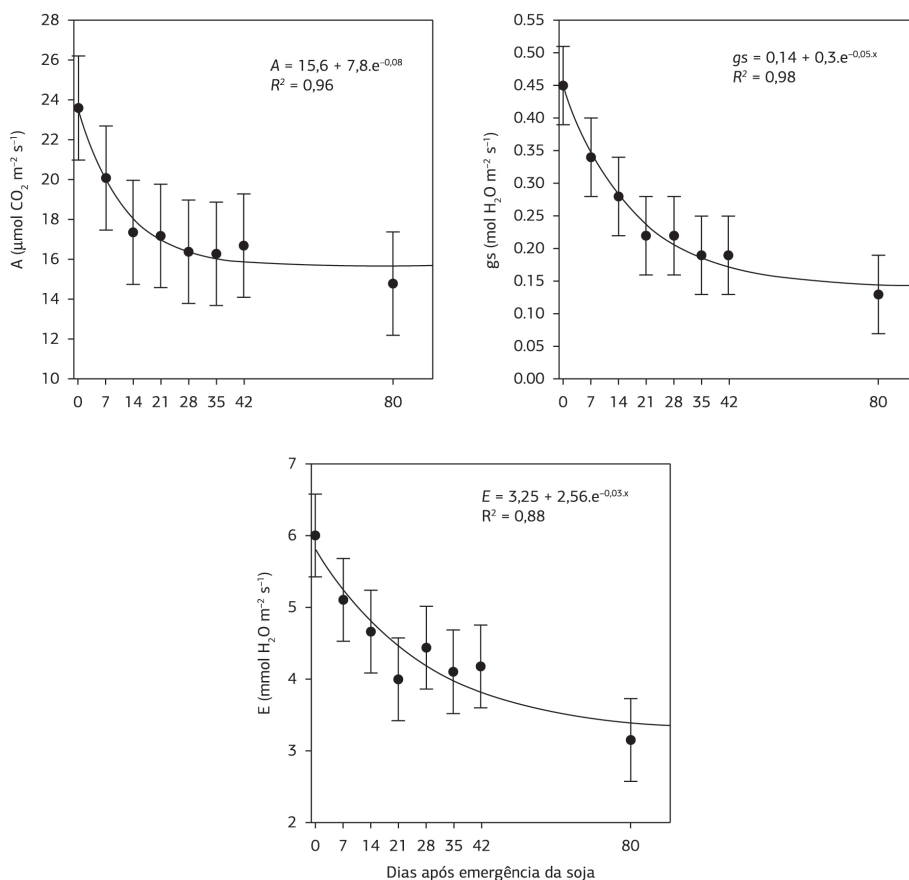 28
26
24
22
20
18
16
14
12
10
A (μmol CO₂ m⁻² s⁻¹)
A = 15,6 + 7,8.e⁻⁰,⁰⁸
R² = 0,96
0 7 14 21 28 35 42 80
0.55
0.50
0.45
0.40
0.35
0.30
0.25
0.20
0.15
0.10
0.05
0.00
gs (mol H₂O m⁻² s⁻¹)
gs = 0,14 + 0,3.e⁻⁰,⁰⁵·ˣ
R² = 0,98
0 7 14 21 28 35 42 80
7
6
5
4
3
2
E (mmol H₂O m⁻² s⁻¹)
E = 3,25 + 2,56.e⁻⁰,⁰³·ˣ
R² = 0,88
0 7 14 21 28 35 42 80
Dias após emergência da soja